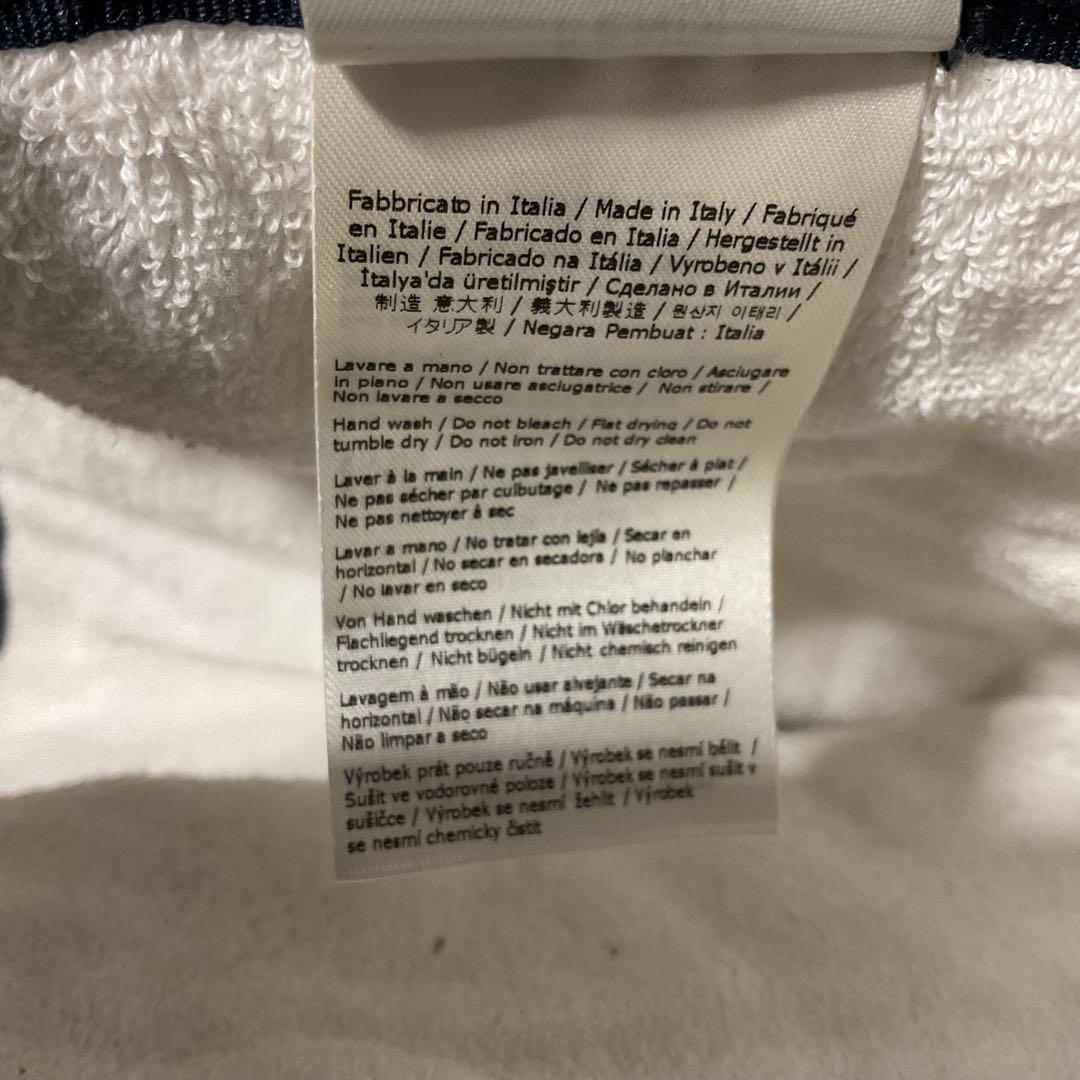 Fabbricato in Italia / Made in Italy / Fabriqué
en Italie / Fabricado en Italia / Hergestellt in
Italien / Fabricado na Itália / Vyrobeno v Itálii /
İtalya'da üretilmiştir / Сделано в Италии /
制造 意大利 / 義大利製造 / 원산지 이태리 /
イタリア製 / Negara Pembuat : Italia
Lavare a mano / Non trattare con cloro / Asciugare
in piano / Non usare asciugatrice / Non stirare /
Non lavare a secco
Hand wash / Do not bleach / Flat drying / Do not
tumble dry / Do not iron / Do not dry clean
Laver à la main / Ne pas javelliser / Sécher à plat /
Ne pas sécher par culbutage / Ne pas repasser /
Ne pas nettoyer à sec
Lavar a mano / No tratar con lejía / Secar en
horizontal / No secar en secadora / No planchar
/ No lavar en seco
Von Hand waschen / Nicht mit Chlor behandeln /
Flachliegend trocknen / Nicht im Wäschetrockner
trocknen / Nicht bügeln / Nicht chemisch reinigen
Lavagem à mão / Não usar alvejante / Secar na
horizontal / Não secar na máquina / Não passar /
Não limpar a seco
Výrobek prát pouze ručně / Výrobek se nesmí bělit /
Sušit ve vodorovné poloze / Výrobek se nesmí sušit v
sušičce / Výrobek se nesmí žehlit / Výrobek
se nesmí chemicky čistit